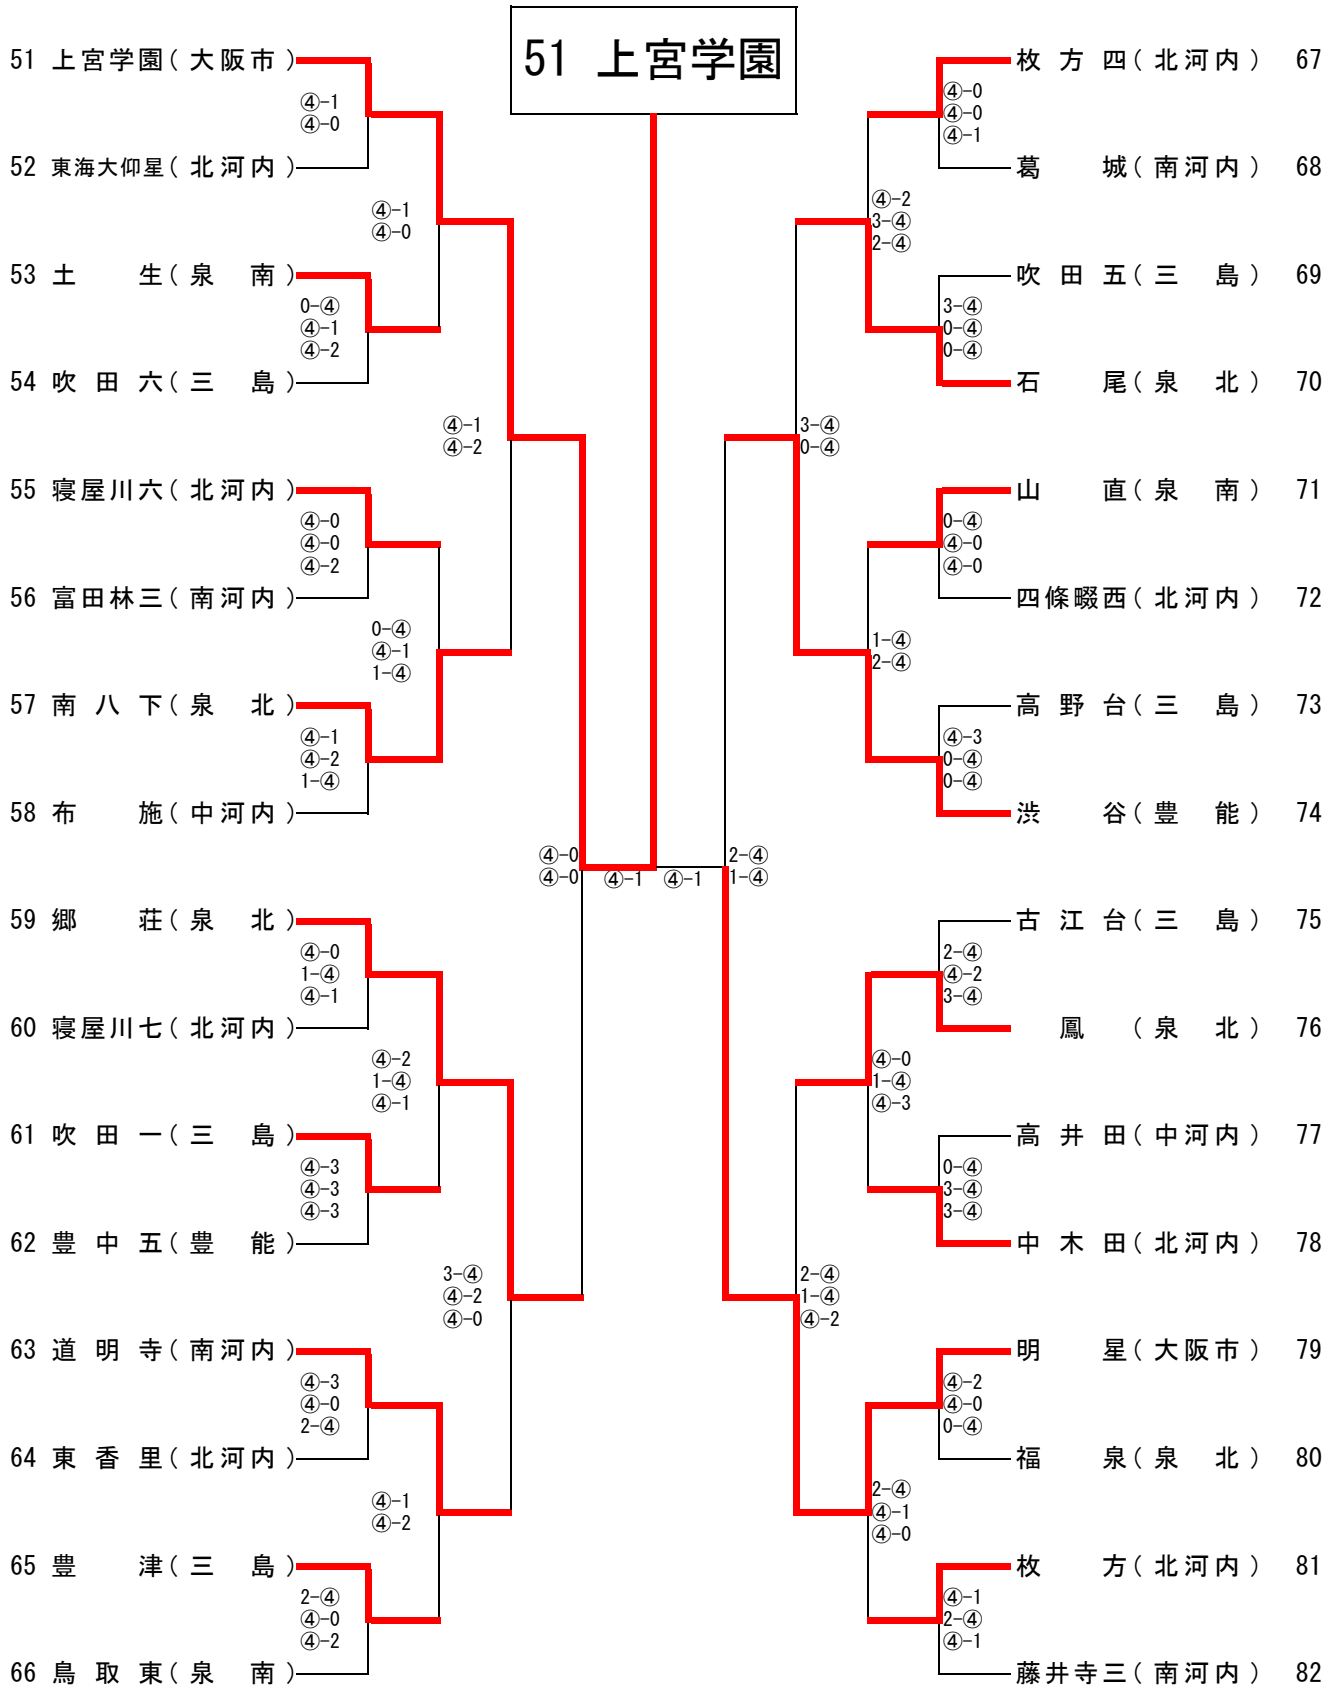 51 上宮学園
51 上宮学園(大阪市)
④-1
④-0
52 東海大仰星(北河内)
④-1
④-0
53 土生(泉南)
0-④
④-1
④-2
54 吹田六(三島)
④-1
④-2
55 寝屋川六(北河内)
④-0
④-0
④-2
56 富田林三(南河内)
0-④
④-1
1-④
57 南八下(泉北)
④-1
④-2
1-④
58 布施(中河内)
④-0
④-0
④-1
59 郷荘(泉北)
④-0
1-④
④-1
60 寝屋川七(北河内)
④-2
1-④
④-1
61 吹田一(三島)
④-3
④-3
④-3
62 豊中五(豊能)
3-④
④-2
④-0
63 道明寺(南河内)
④-3
④-0
2-④
64 東香里(北河内)
④-1
④-2
65 豊津(三島)
2-④
④-0
④-2
66 鳥取東(泉南)
枚方四(北河内) 67
④-0
④-0
④-1
葛城(南河内) 68
④-2
3-④
2-④
吹田五(三島) 69
3-④
0-④
0-④
石尾(泉北) 70
3-④
0-④
山直(泉南) 71
0-④
④-0
④-0
四條畷西(北河内) 72
1-④
2-④
高野台(三島) 73
④-3
0-④
0-④
渋谷(豊能) 74
2-④
1-④
④-1
古江台(三島) 75
2-④
④-2
3-④
鳳(泉北) 76
④-0
1-④
④-3
高井田(中河内) 77
0-④
3-④
3-④
中木田(北河内) 78
2-④
1-④
④-2
明星(大阪市) 79
④-2
④-0
0-④
福泉(泉北) 80
2-④
④-1
④-0
枚方(北河内) 81
④-1
2-④
④-1
藤井寺三(南河内) 82